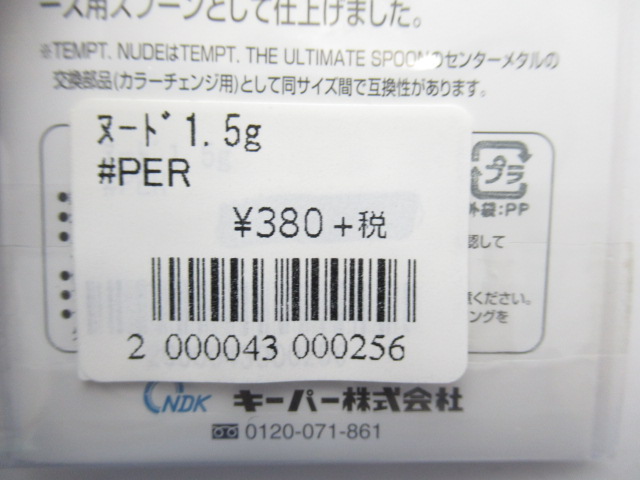 ース用スプーンとして仕上げました。
※TEMPT. NUDEはTEMPT. THE ULTIMATE SPOONのセンターメタルの
交換部品(カラーチェンジ用)として同サイズ間で互換性があります。
ヌード1.5g
#PER
¥380+税
2 000043 000256
プラ
外袋:PP
認して
ください。
ングを
NDK キーパー株式会社
0120-071-861